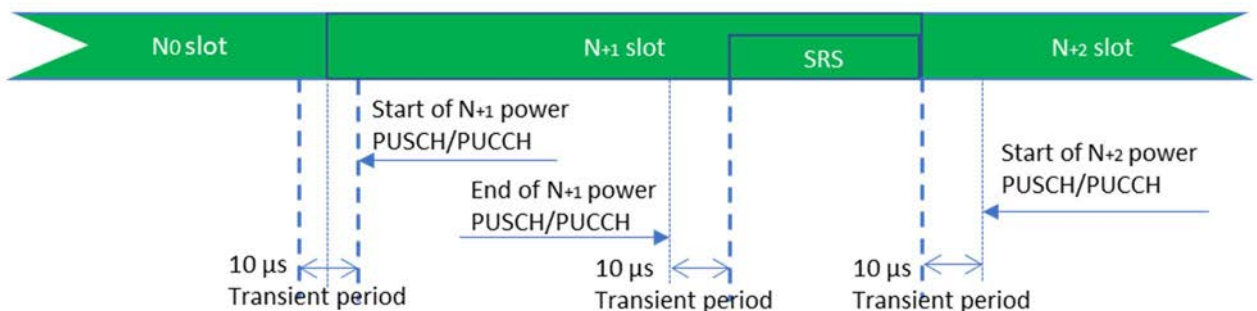 N0 slot
N+1 slot
SRS
N+2 slot
Start of N+1 power
PUSCH/PUCCH
End of N+1 power
PUSCH/PUCCH
Start of N+2 power
PUSCH/PUCCH
10 µs
Transient period
10 µs
Transient period
10 µs
Transient period